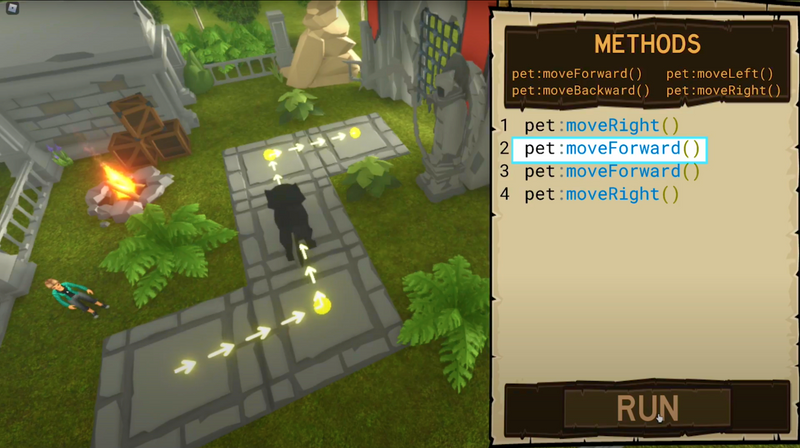 METHODS
pet:moveForward() pet:moveLeft()
pet:moveBackward() pet:moveRight()
1 pet:moveRight()
2 pet:moveForward()
3 pet:moveForward()
4 pet:moveRight()
RUN